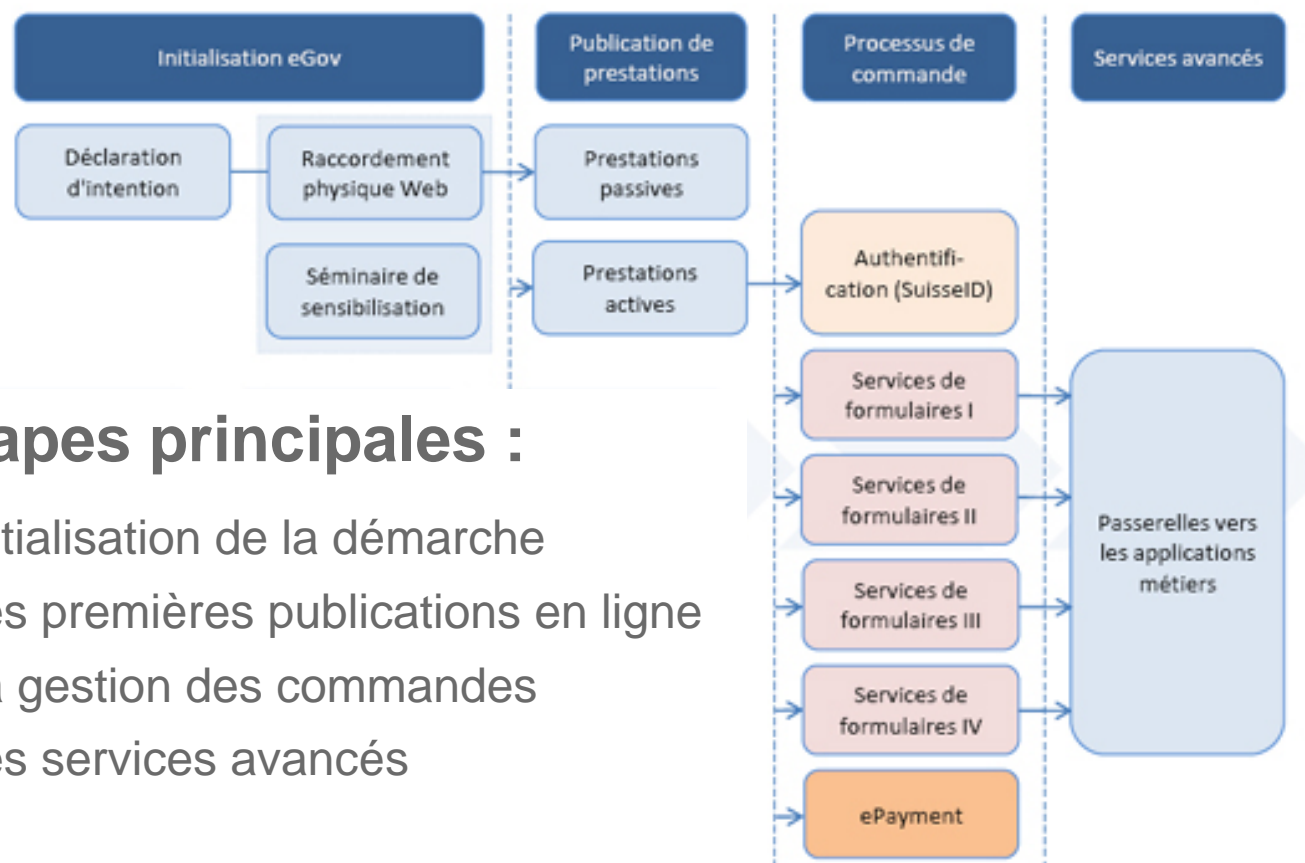 Initialisation eGov
Publication de
prestations
Processus de
commande
Services avancés
Déclaration
d'intention
Raccordement
physique Web
Prestations
passives
Séminaire de
sensibilisation
Prestations
actives
Authentifi-
cation (SuisseID)
Services de
formulaires I
Services de
formulaires II
Services de
formulaires III
Services de
formulaires IV
ePayment
Passerelles vers
les applications
métiers
apes principales :
tialisation de la démarche
es premières publications en ligne
a gestion des commandes
es services avancés